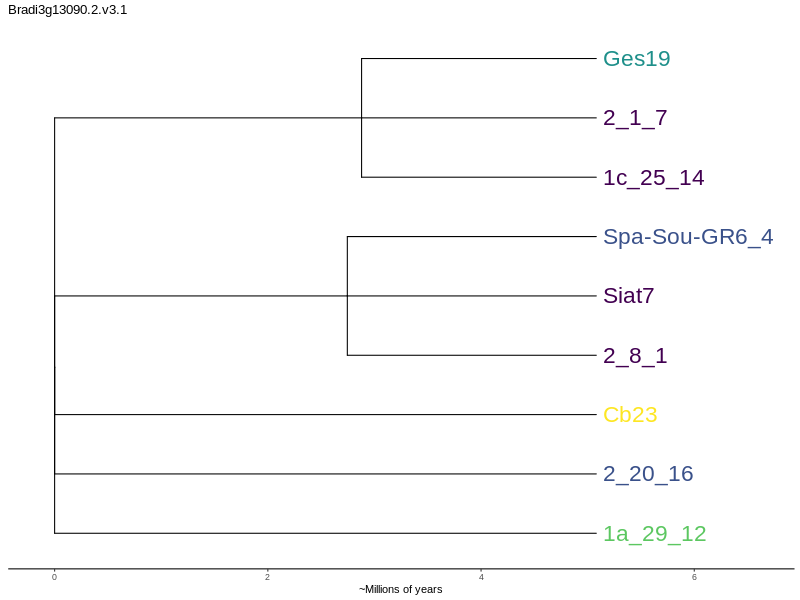 Bradi3g13090.2.v3.1
Ges19
2_1_7
1c_25_14
Spa-Sou-GR6_4
Siat7
2_8_1
Cb23
2_20_16
1a_29_12
0 2 4 6
~Millions of years